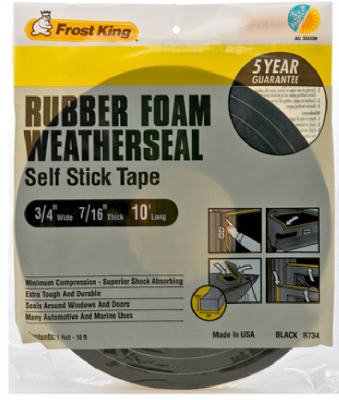 Frost King
ALL SEASON
5 YEAR
GUARANTEE
RUBBER FOAM
WEATHERSEAL
Self Stick Tape
3/4" Wide 7/16" Thick 10' Long
Minimum Compression - Superior Shock Absorbing
Extra Tough And Durable
Seals Around Windows And Doors
Many Automotive And Marine Uses
Contents: 1 Roll - 10 ft
Made In USA
BLACK R734